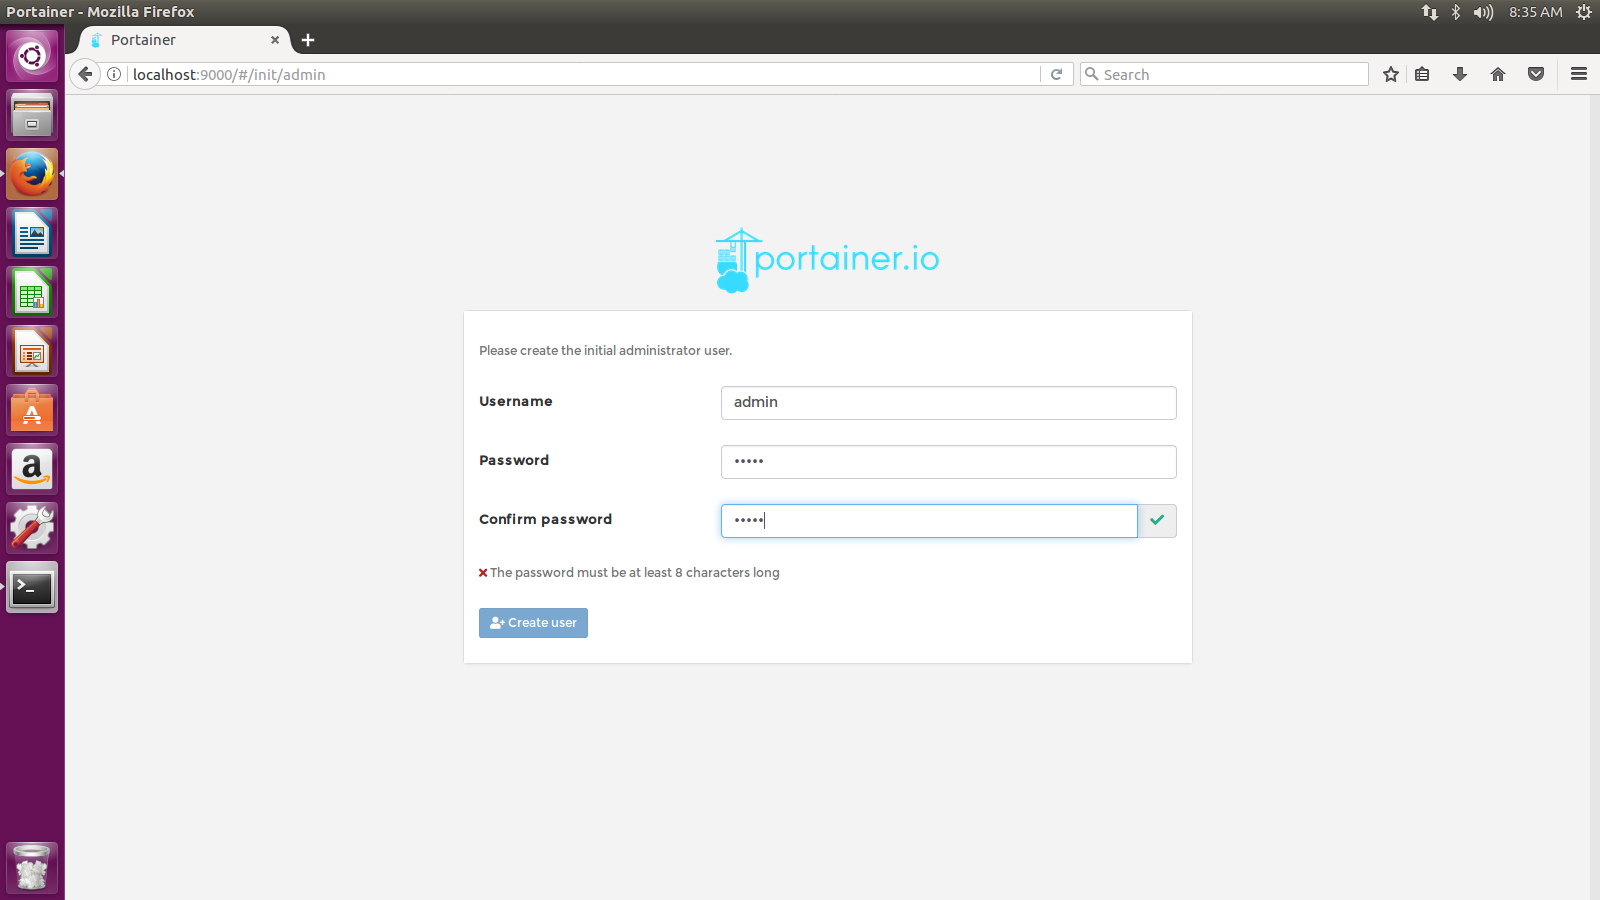 Portainer - Mozilla Firefox
8:35 AM
Portainer
localhost:9000/#/init/admin
Search
portainer.io
Please create the initial administrator user.
Username
admin
Password
•••••
Confirm password
•••••
The password must be at least 8 characters long
Create user